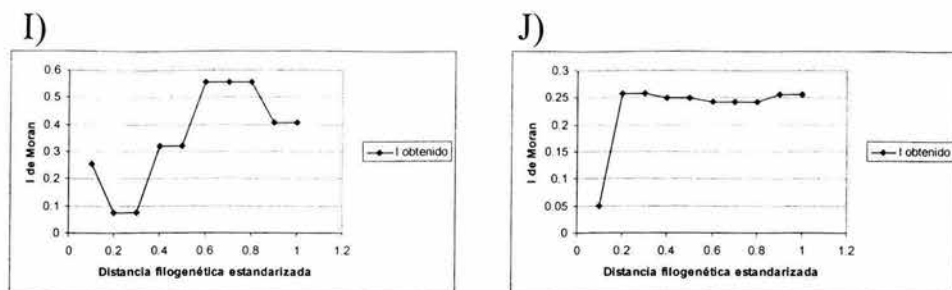 I)
0.6
0.5
0.4
0.3
0.2
0.1
0
I de Moran
0 0.2 0.4 0.6 0.8 1 1.2
Distancia filogenética estandarizada
I obtenido
J)
0.3
0.25
0.2
0.15
0.1
0.05
0
I de Moran
0 0.2 0.4 0.6 0.8 1 1.2
Distancia filogenética estandarizada
I obtenido